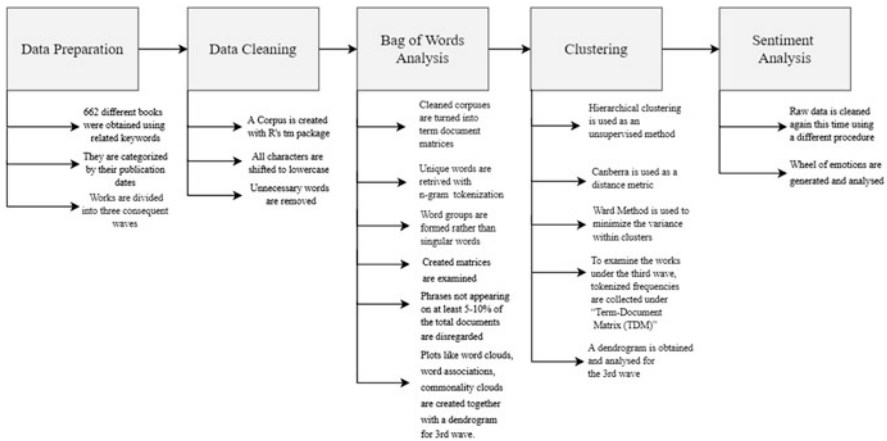 Data Preparation
Data Cleaning
Bag of Words
Analysis
Clustering
Sentiment
Analysis
662 different books
were obtained using
related keywords
They are categorized
by their publication
dates
Works are divided
into three consequent
waves
A Corpus is created
with R's tm package
All characters are
shifted to lowercase
Unnecessary words
are removed
Cleaned corpuses
are turned into
term document
matrices
Unique words are
retrived with
n-gram tokenization
Word groups are
formed rather than
singular words
Created matrices
are examined
Phrases not appearing
on at least 5-10% of
the total documents
are disregarded
Plots like word clouds,
word associations,
commonality clouds
are created together
with a dendrogram
for 3rd wave.
Hierarchical clustering
is used as an
unsupervised method
Canberra is used as a
distance metric
Ward Method is used to
minimize the variance
within clusters
To examine the works
under the third wave,
tokenized frequencies
are collected under
“Term-Document
Matrix (TDM)”
A dendrogram is obtained
and analysed for
the 3rd wave
Raw data is cleaned
again this time using
a different procedure
Wheel of emotions are
generated and analysed